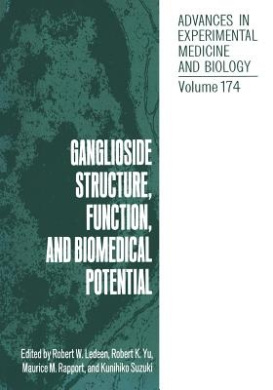 ADVANCES IN
EXPERIMENTAL
MEDICINE
AND BIOLOGY
Volume 174
GANGLIOSIDE
STRUCTURE,
FUNCTION,
AND BIOMEDICAL
POTENTIAL
Edited by Robert W. Ledeen, Robert K. Yu,
Maurice M. Rapport, and Kunihiko Suzuki